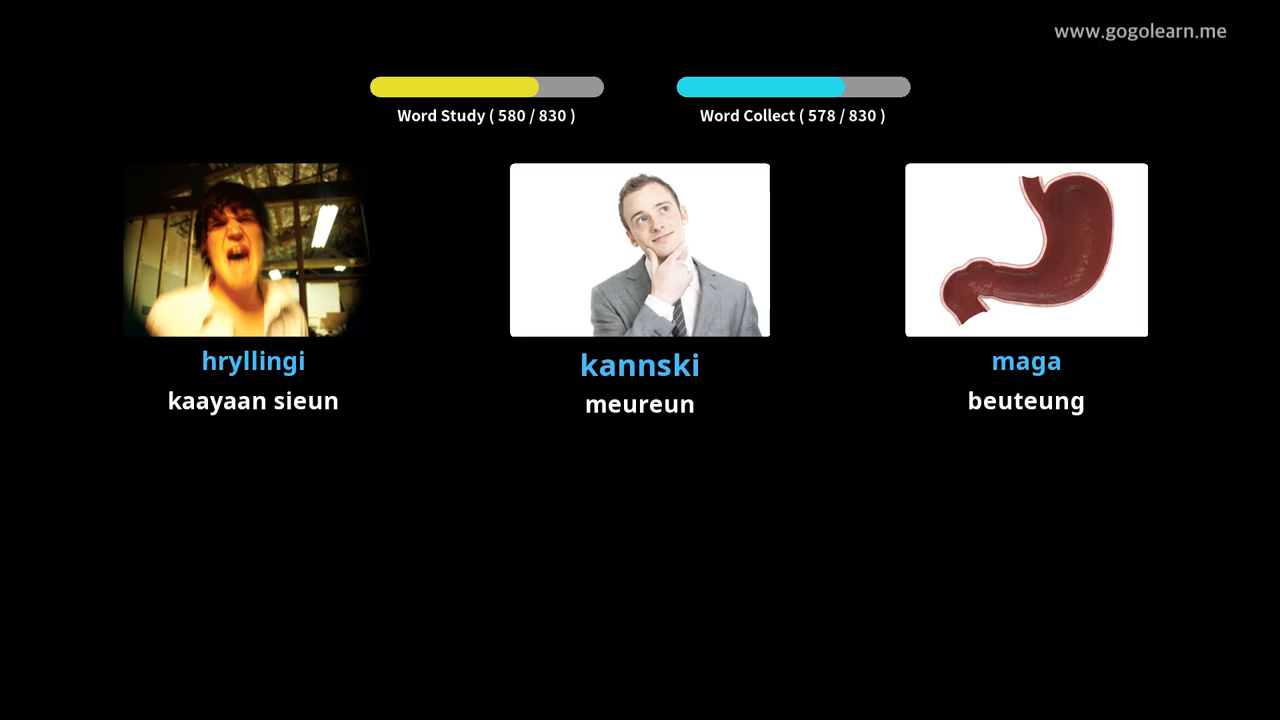 www.gogolearn.me
Word Study ( 580 / 830 )
Word Collect ( 578 / 830 )
hryllingi
kannski
maga
kaayaan sieun
meureun
beuteung